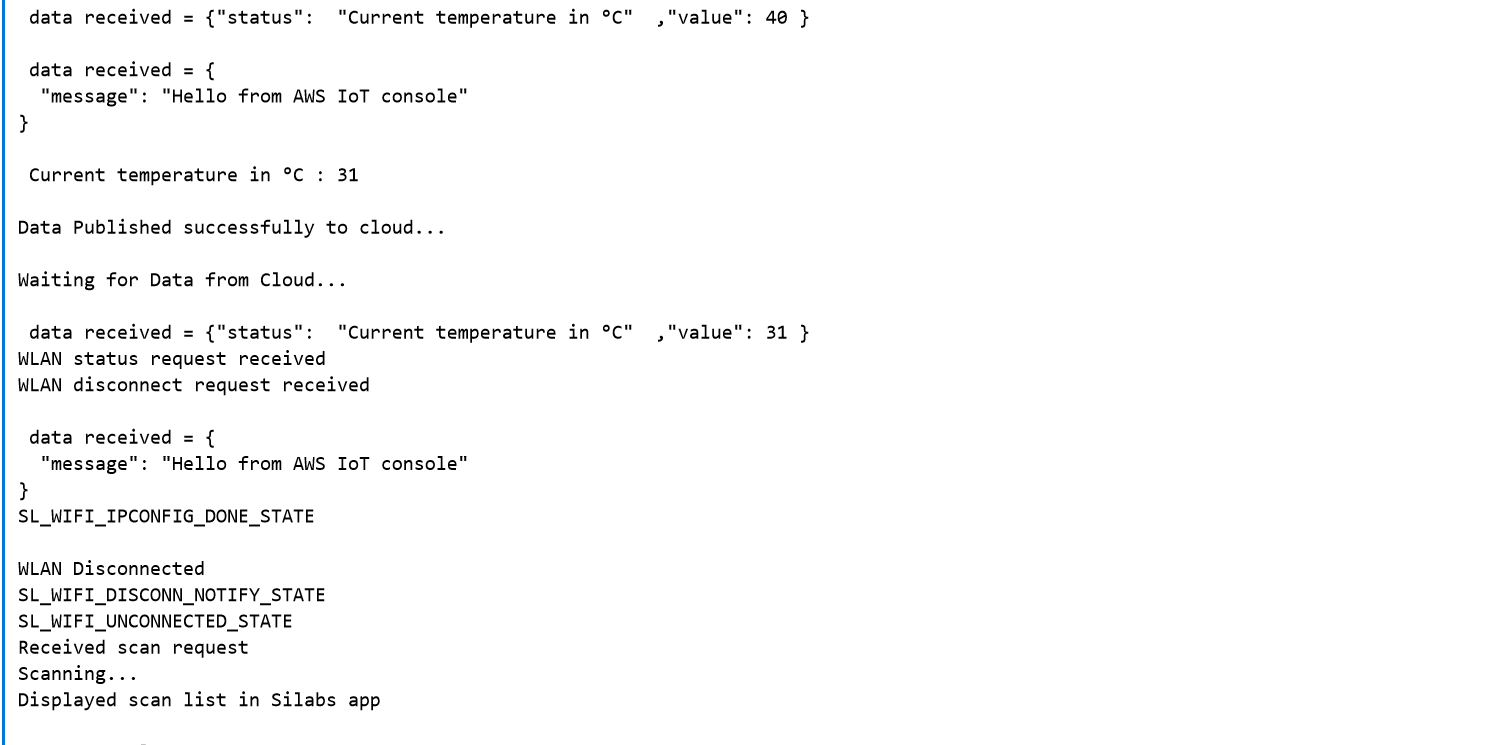 data received = {"status":  "Current temperature in °C"  ,"value": 40 }
data received = {
"message": "Hello from AWS IoT console"
}
Current temperature in °C : 31
Data Published successfully to cloud...
Waiting for Data from Cloud...
data received = {"status":  "Current temperature in °C"  ,"value": 31 }
WLAN status request received
WLAN disconnect request received
data received = {
"message": "Hello from AWS IoT console"
}
SL_WIFI_IPCONFIG_DONE_STATE
WLAN Disconnected
SL_WIFI_DISCONN_NOTIFY_STATE
SL_WIFI_UNCONNECTED_STATE
Received scan request
Scanning...
Displayed scan list in Silabs app